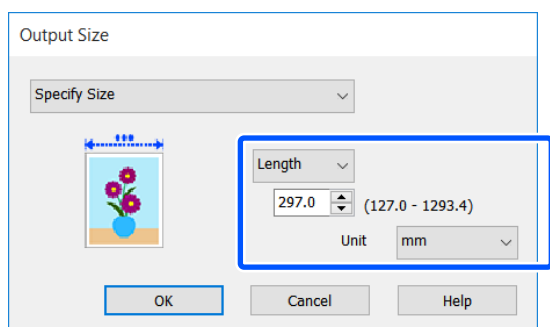 Output Size
Specify Size
Length
297.0 (127.0 - 1293.4)
Unit mm
OK Cancel Help